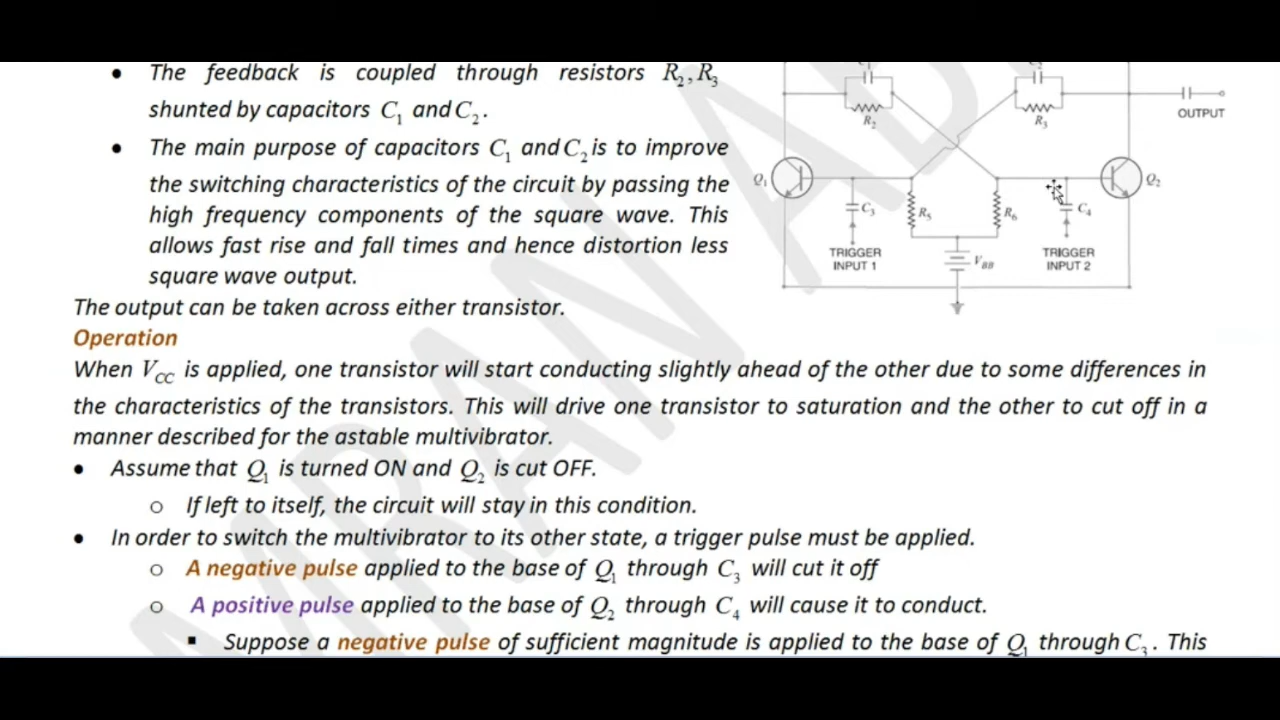 • The feedback is coupled through resistors R2, R3
shunted by capacitors C1 and C2.
• The main purpose of capacitors C1 and C2 is to improve
the switching characteristics of the circuit by passing the
high frequency components of the square wave. This
allows fast rise and fall times and hence distortion less
square wave output.
The output can be taken across either transistor.
R2
R3
OUTPUT
Q1
Q2
C3
R5
R6
C4
TRIGGER
INPUT 1
VBB
TRIGGER
INPUT 2
Operation
When VCC is applied, one transistor will start conducting slightly ahead of the other due to some differences in
the characteristics of the transistors. This will drive one transistor to saturation and the other to cut off in a
manner described for the astable multivibrator.
• Assume that Q1 is turned ON and Q2 is cut OFF.
o If left to itself, the circuit will stay in this condition.
• In order to switch the multivibrator to its other state, a trigger pulse must be applied.
o A negative pulse applied to the base of Q1 through C3 will cut it off
o A positive pulse applied to the base of Q2 through C4 will cause it to conduct.
▪ Suppose a negative pulse of sufficient magnitude is applied to the base of Q1 through C3. This